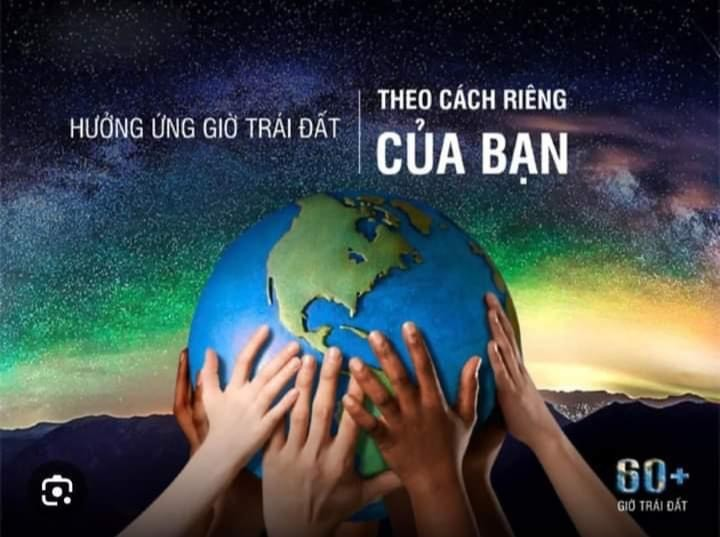 HƯỞNG ỨNG GIỜ TRÁI ĐẤT
THEO CÁCH RIÊNG
CỦA BẠN
60+
GIỜ TRÁI ĐẤT